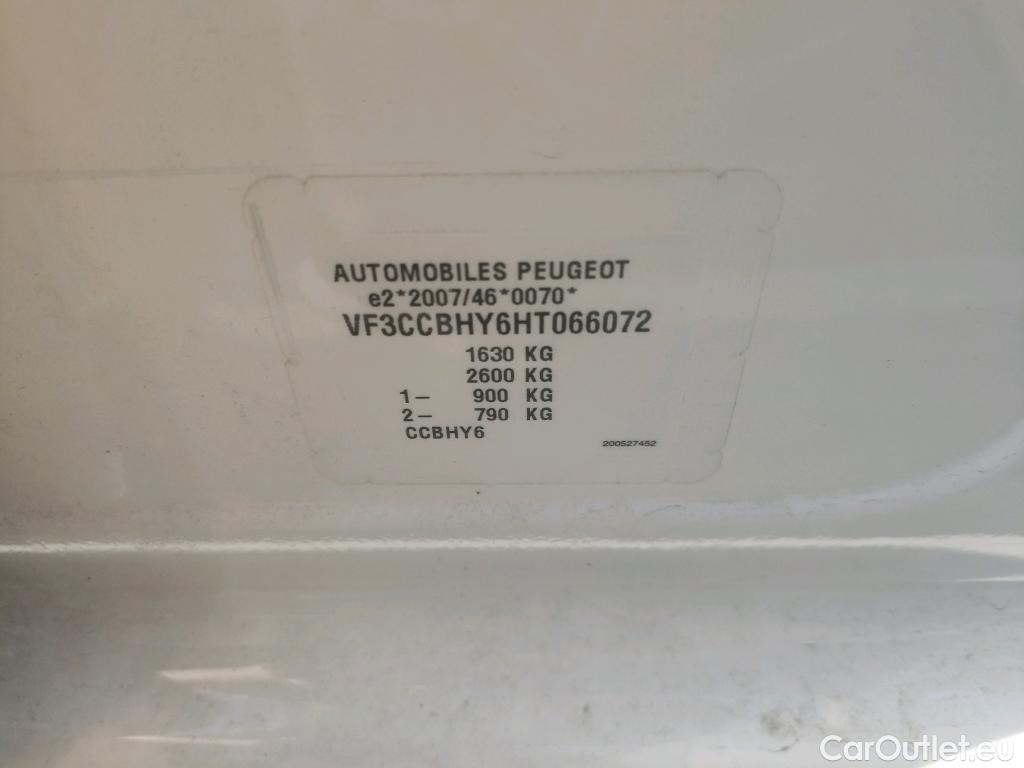 AUTOMOBILES PEUGEOT
e2*2007/46*0070*
VF3CCBHY6HT066072
1630 KG
2600 KG
1— 900 KG
2— 790 KG
CCBHY6
200527452
CarOutlet.eu